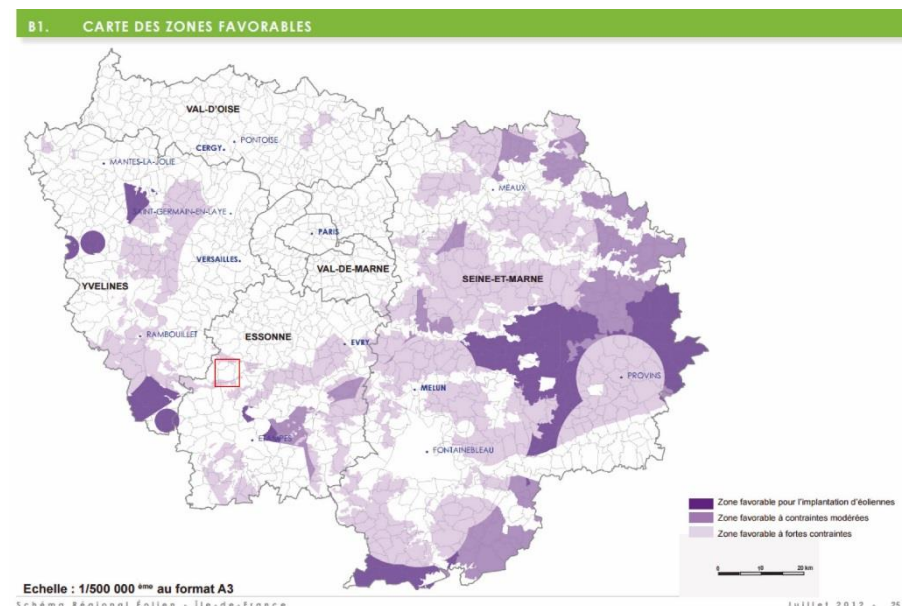 B1. CARTE DES ZONES FAVORABLES
VAL-D'OISE
PONTOISE
CERGY
MANTES-LA-JOLIE
MEAUX
SAINT-GERMAIN-EN-LAYE
PARIS
VERSAILLES
VAL-DE-MARNE
SEINE-ET-MARNE
YVELINES
RAMBOUILLET
ESSONNE
EVRY
PROVINS
MELUN
ETAMPES
FONTAINEBLEAU
Zone favorable pour l'implantation d'éoliennes
Zone favorable à contraintes modérées
Zone favorable à fortes contraintes
0 10 20 km
Echelle : 1/500 000 ème au format A3
Schéma Régional Éolien - Île-de-France
Juillet 2012 -